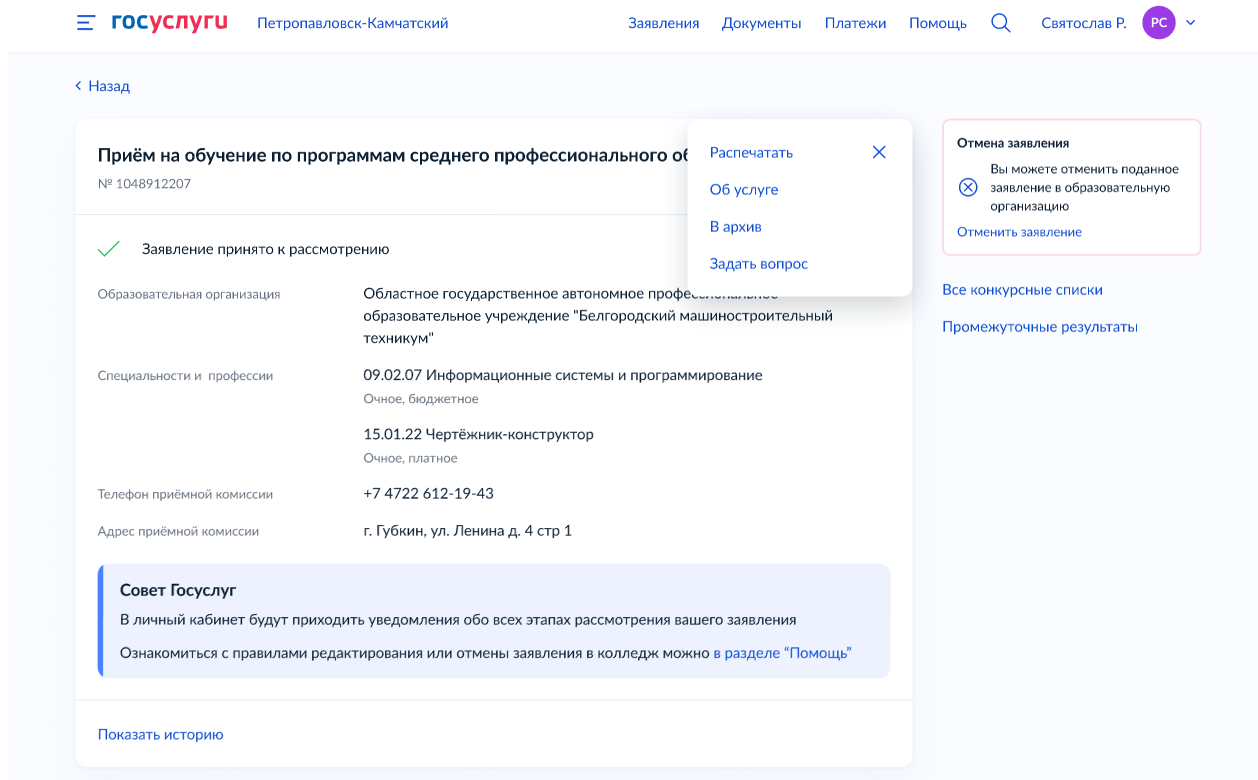 госуслуги Петропавловск-Камчатский Заявления Документы Платежи Помощь Святослав Р. РС
Назад
Приём на обучение по программам среднего профессионального
№ 1048912207
Распечатать
Об услуге
В архив
Задать вопрос
Заявление принято к рассмотрению
Образовательная организация
Областное государственное автономное профессиональное
образовательное учреждение "Белгородский машиностроительный
техникум"
Специальности и профессии
09.02.07 Информационные системы и программирование
Очное, бюджетное
15.01.22 Чертёжник-конструктор
Очное, платное
Телефон приёмной комиссии
+7 4722 612-19-43
Адрес приёмной комиссии
г. Губкин, ул. Ленина д. 4 стр 1
Совет Госуслуг
В личный кабинет будут приходить уведомления обо всех этапах рассмотрения вашего заявления
Ознакомиться с правилами редактирования или отмены заявления в колледж можно в разделе “Помощь”
Показать историю
Отмена заявления
Вы можете отменить поданное
заявление в образовательную
организацию
Отменить заявление
Все конкурсные списки
Промежуточные результаты